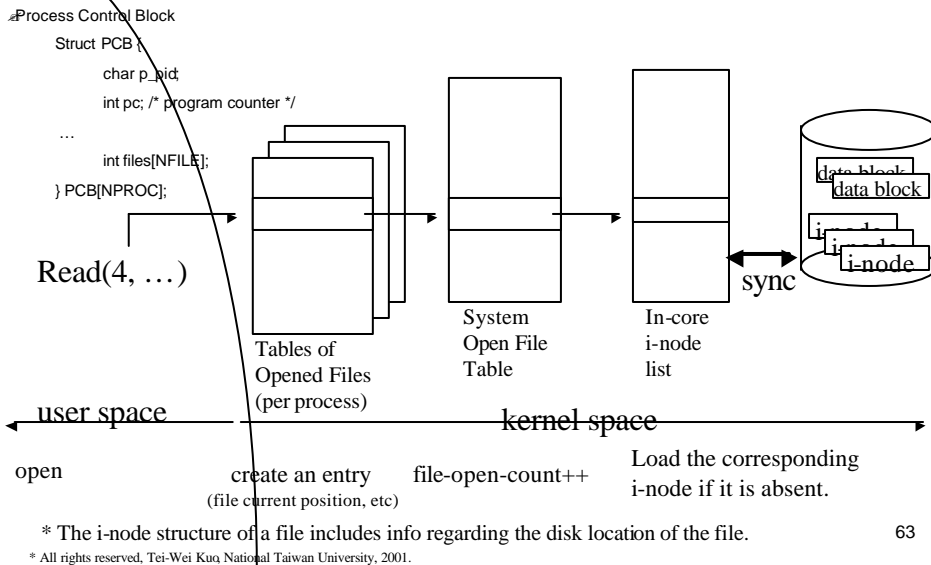 Process Control Block
Struct PCB {
char p_pid;
int pc; /* program counter */
…
int files[NFILE];
} PCB[NPROC];
Read(4, …)
Tables of
Opened Files
(per process)
System
Open File
Table
In-core
i-node
list
sync
data block
data block
i-node
i-node
i-node
user space
kernel space
open
create an entry
(file current position, etc)
file-open-count++
Load the corresponding
i-node if it is absent.
* The i-node structure of a file includes info regarding the disk location of the file.
63
* All rights reserved, Tei-Wei Kuo, National Taiwan University, 2001.